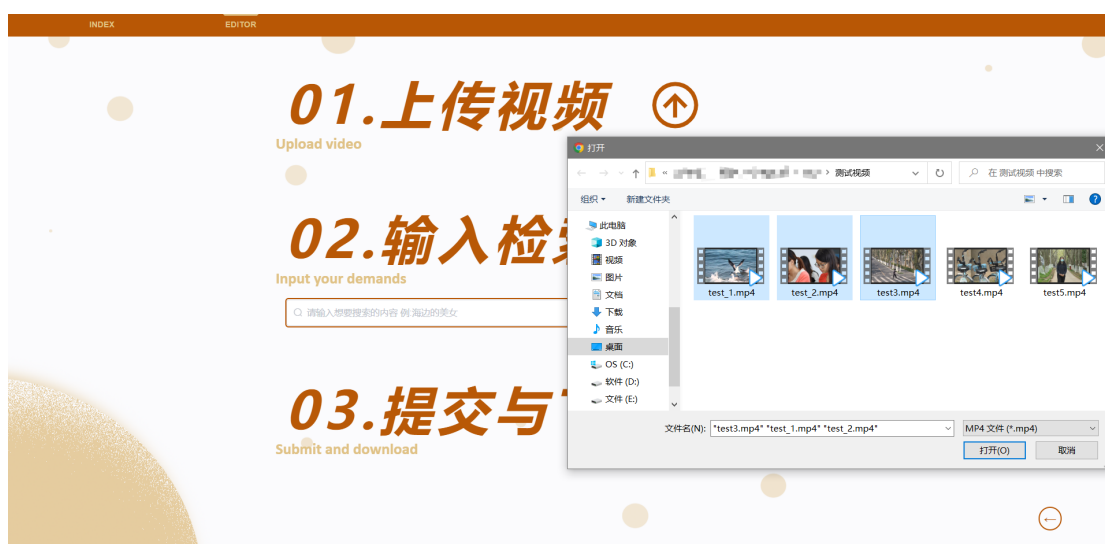 INDEX
EDITOR
01.上传视频
Upload video
02.输入检
Input your demands
请输入想要搜索的内容 例 海边的美女
03.提交与
Submit and download
打开
« › 测试视频
在 测试视频 中搜索
组织
新建文件夹
此电脑
3D 对象
视频
图片
文档
下载
音乐
桌面
OS (C:)
软件 (D:)
文件 (E:)
test_1.mp4
test_2.mp4
test3.mp4
test4.mp4
test5.mp4
文件名(N): "test3.mp4" "test_1.mp4" "test_2.mp4"
MP4 文件 (*.mp4)
打开(O)
取消